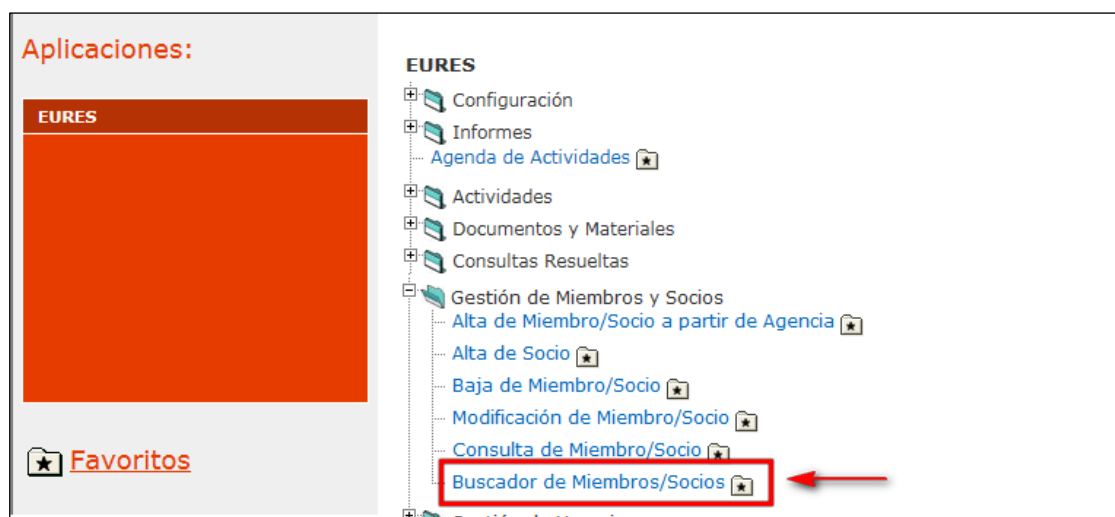 Aplicaciones:
EURES
Favoritos
EURES
Configuración
Informes
Agenda de Actividades
Actividades
Documentos y Materiales
Consultas Resueltas
Gestión de Miembros y Socios
Alta de Miembro/Socio a partir de Agencia
Alta de Socio
Baja de Miembro/Socio
Modificación de Miembro/Socio
Consulta de Miembro/Socio
Buscador de Miembros/Socios